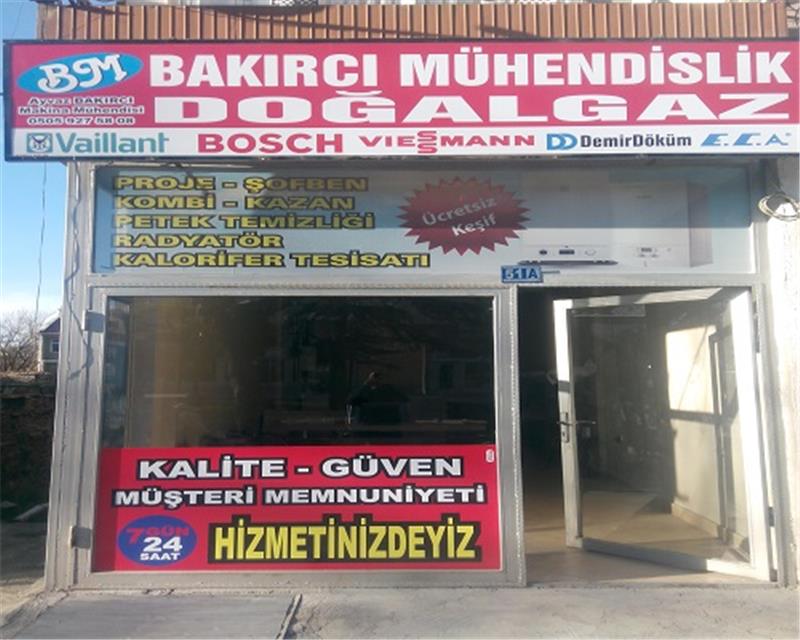 BM BAKIRCI MÜHENDİSLİK
Ayvaz BAKIRCI
Makina Mühendisi
0505 927 58 08
DOĞALGAZ
Vaillant BOSCH VIESSMANN DemirDöküm E.C.A.
PROJE - ŞOFBEN
KOMBİ - KAZAN
PETEK TEMİZLİĞİ
RADYATÖR
KALORİFER TESİSATI
Ücretsiz
Keşif
51A
KALİTE - GÜVEN
MÜŞTERİ MEMNUNİYETİ
7 GÜN
24
SAAT
HİZMETİNİZDEYİZ